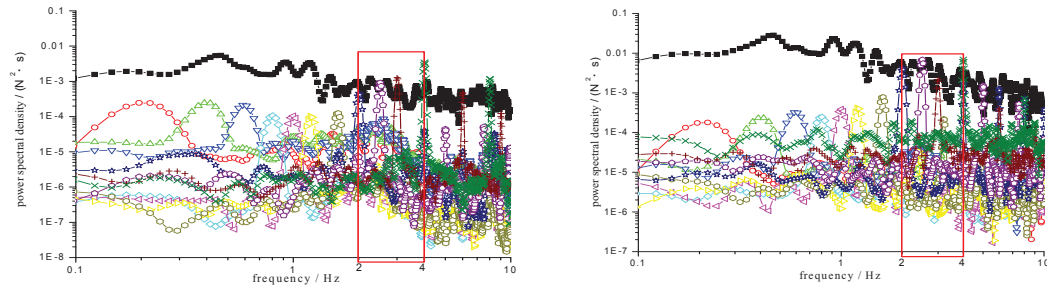 0.1
0.01
1E-3
1E-4
1E-5
1E-6
1E-7
1E-8
power spectral density / (N²· s)
0.1 1 2 4 10
frequency / Hz
0.1
0.01
1E-3
1E-4
1E-5
1E-6
1E-7
power spectral density / (N²· s)
0.1 1 2 4 10
frequency / Hz